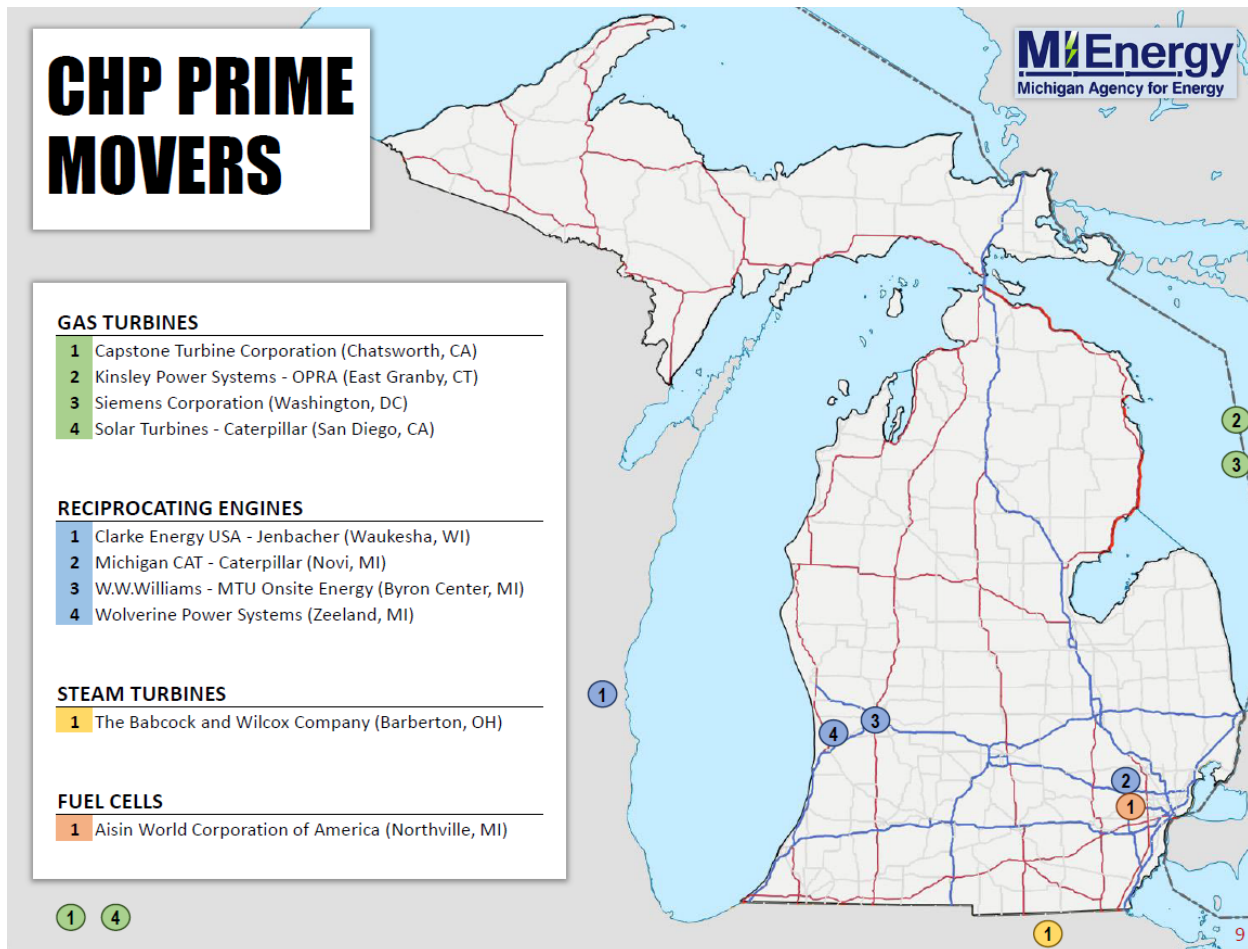 CHP PRIME
MOVERS
MI Energy
Michigan Agency for Energy
GAS TURBINES
1 Capstone Turbine Corporation (Chatsworth, CA)
2 Kinsley Power Systems - OPRA (East Granby, CT)
3 Siemens Corporation (Washington, DC)
4 Solar Turbines - Caterpillar (San Diego, CA)
RECIPROCATING ENGINES
1 Clarke Energy USA - Jenbacher (Waukesha, WI)
2 Michigan CAT - Caterpillar (Novi, MI)
3 W.W.Williams - MTU Onsite Energy (Byron Center, MI)
4 Wolverine Power Systems (Zeeland, MI)
STEAM TURBINES
1 The Babcock and Wilcox Company (Barberton, OH)
FUEL CELLS
1 Aisin World Corporation of America (Northville, MI)
2
3
1
3
4
2
1
1 4
1
9